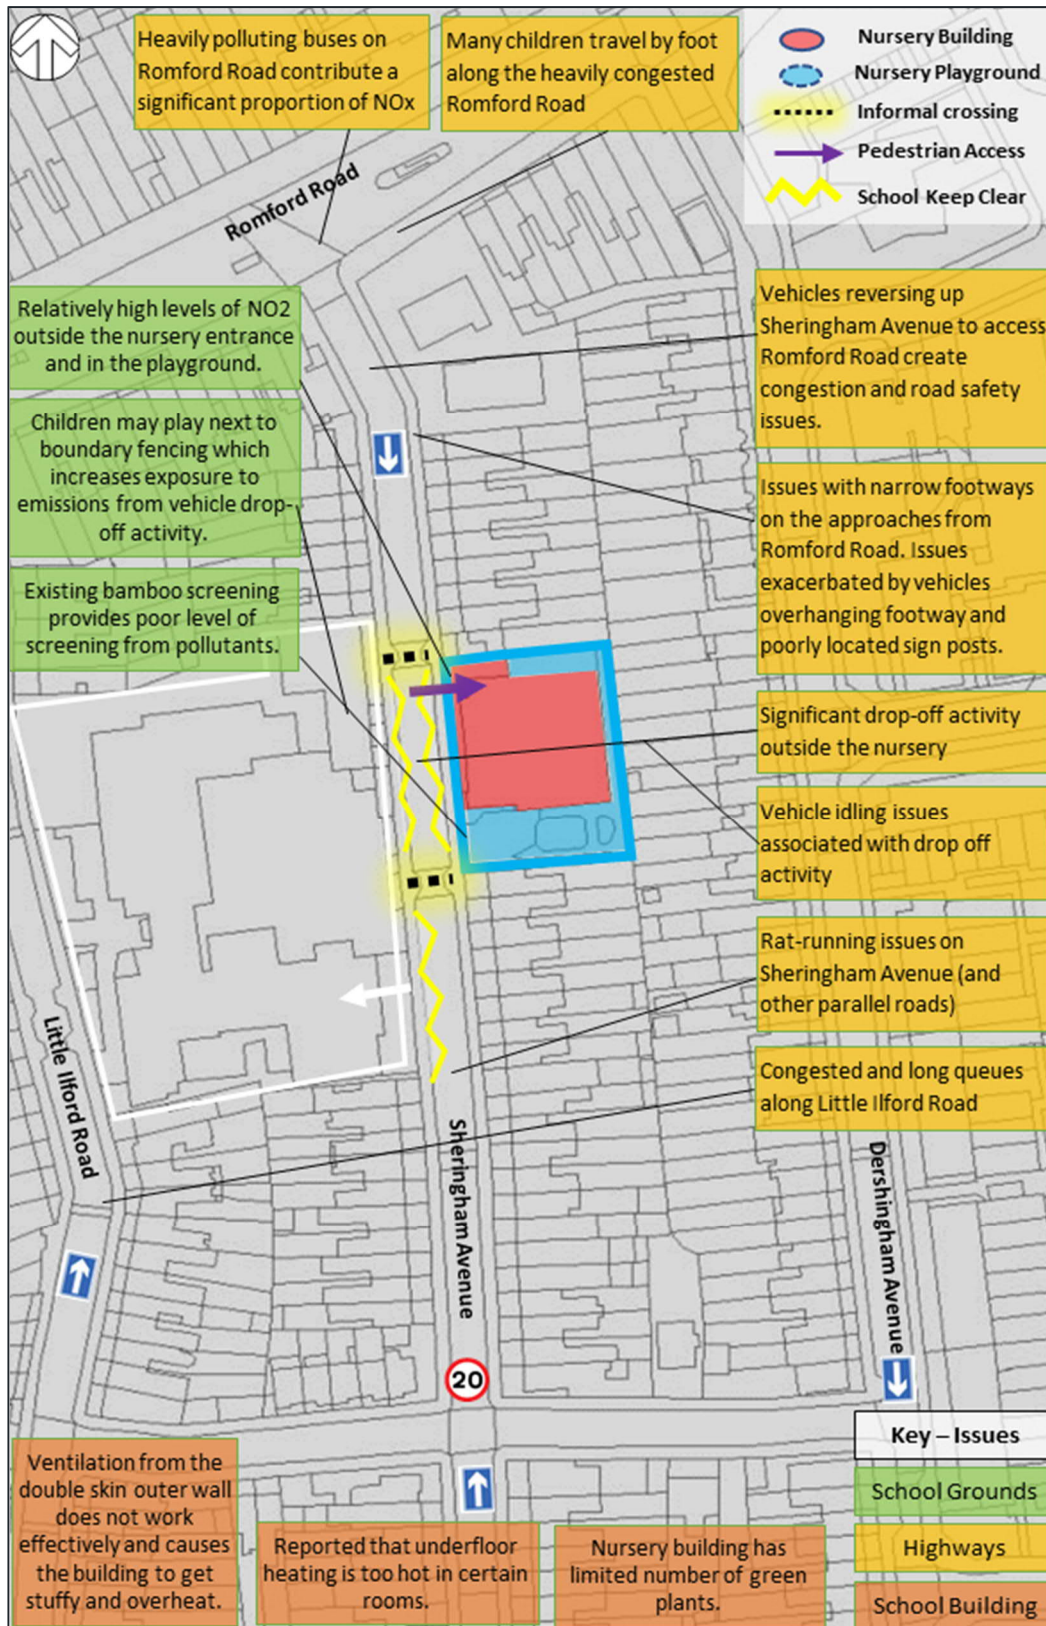 Heavily polluting buses on
Romford Road contribute a
significant proportion of NOx
Many children travel by foot
along the heavily congested
Romford Road
Nursery Building
Nursery Playground
Informal crossing
Pedestrian Access
School Keep Clear
Romford Road
Relatively high levels of NO2
outside the nursery entrance
and in the playground.
Children may play next to
boundary fencing which
increases exposure to
emissions from vehicle drop-
off activity.
Existing bamboo screening
provides poor level of
screening from pollutants.
Vehicles reversing up
Sheringham Avenue to access
Romford Road create
congestion and road safety
issues.
Issues with narrow footways
on the approaches from
Romford Road. Issues
exacerbated by vehicles
overhanging footway and
poorly located sign posts.
Significant drop-off activity
outside the nursery
Vehicle idling issues
associated with drop off
activity
Rat-running issues on
Sheringham Avenue (and
other parallel roads)
Congested and long queues
along Little Ilford Road
Little Ilford Road
Sheringham Avenue
Dershingham Avenue
20
Ventilation from the
double skin outer wall
does not work
effectively and causes
the building to get
stuffy and overheat.
Reported that underfloor
heating is too hot in certain
rooms.
Nursery building has
limited number of green
plants.
Key – Issues
School Grounds
Highways
School Building